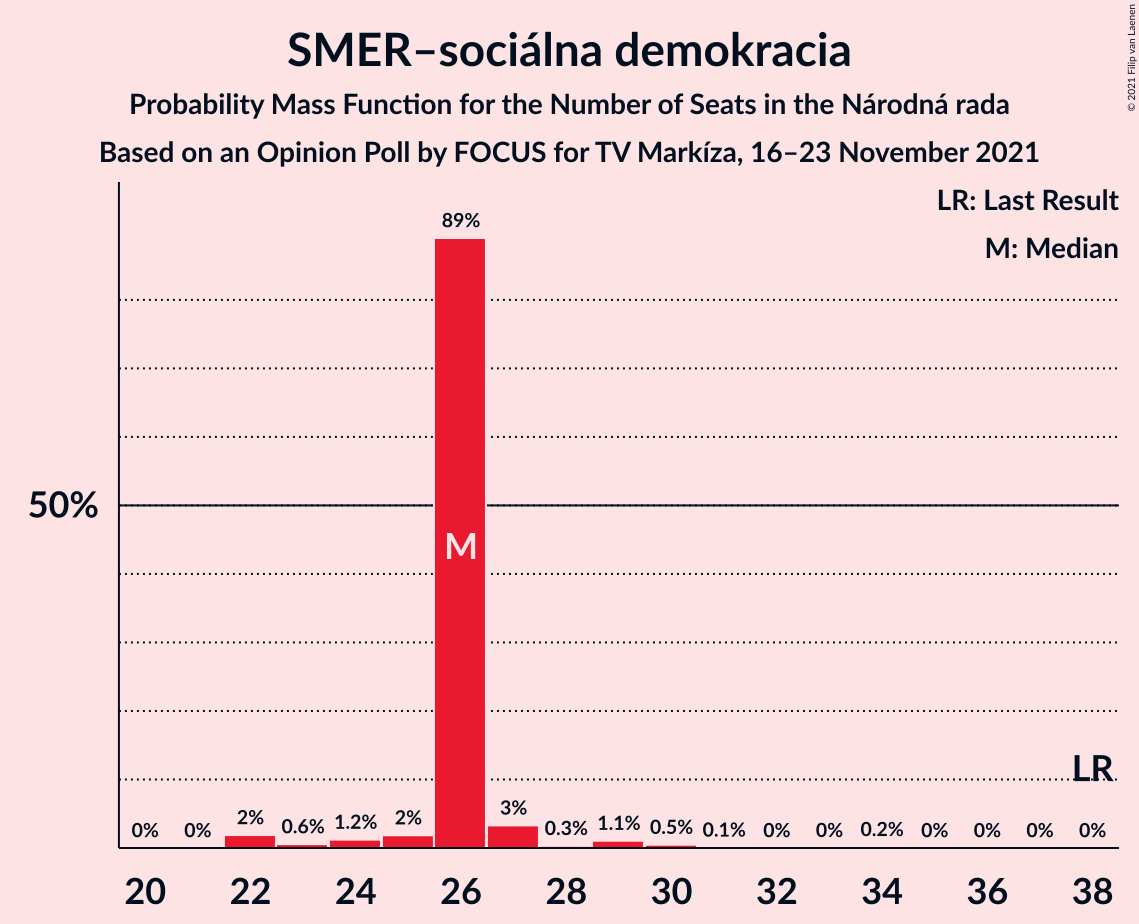 SMER–sociálna demokracia
Probability Mass Function for the Number of Seats in the Národná rada
Based on an Opinion Poll by FOCUS for TV Markíza, 16–23 November 2021
© 2021 Filip van Laenen
LR: Last Result
M: Median
50%
0% 0% 2% 0.6% 1.2% 2% 89% 3% 0.3% 1.1% 0.5% 0.1% 0% 0% 0.2% 0% 0% 0% 0%
M
LR
20 22 24 26 28 30 32 34 36 38